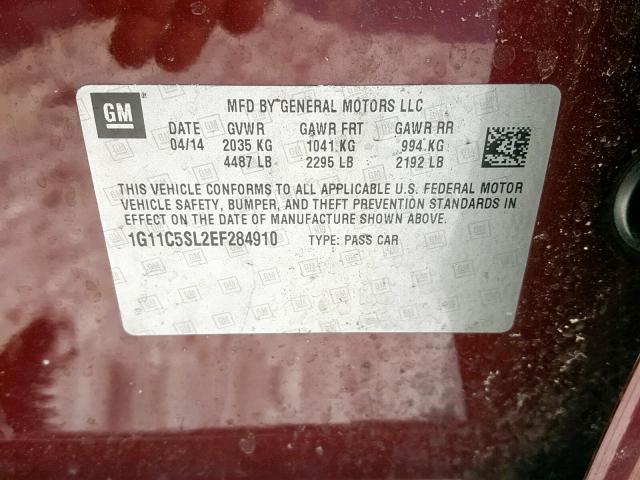 GM
MFD BY GENERAL MOTORS LLC
DATE GVWR GAWR FRT GAWR RR
04/14 2035 KG 1041 KG 994 KG
4487 LB 2295 LB 2192 LB
THIS VEHICLE CONFORMS TO ALL APPLICABLE U.S. FEDERAL MOTOR
VEHICLE SAFETY, BUMPER, AND THEFT PREVENTION STANDARDS IN
EFFECT ON THE DATE OF MANUFACTURE SHOWN ABOVE.
1G11C5SL2EF284910 TYPE: PASS CAR